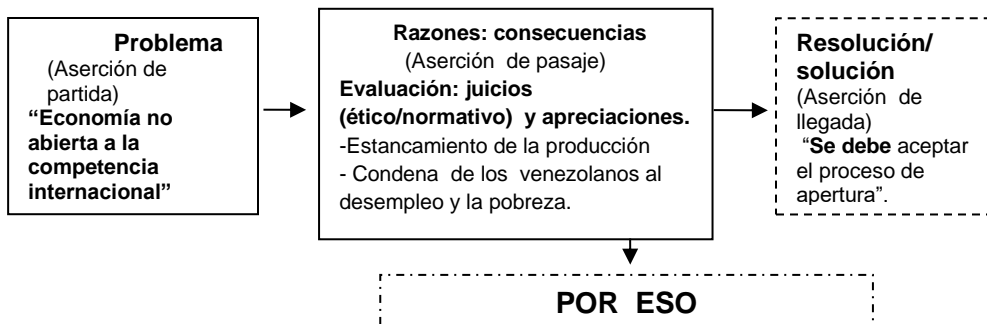 Problema
(Aserción de
partida)
“Economía no
abierta a la
competencia
internacional”
Razones: consecuencias
(Aserción de pasaje)
Evaluación: juicios
(ético/normativo) y apreciaciones.
-Estancamiento de la producción
- Condena de los venezolanos al
desempleo y la pobreza.
Resolución/
solución
(Aserción de
llegada)
“Se debe aceptar
el proceso de
apertura”.
POR ESO